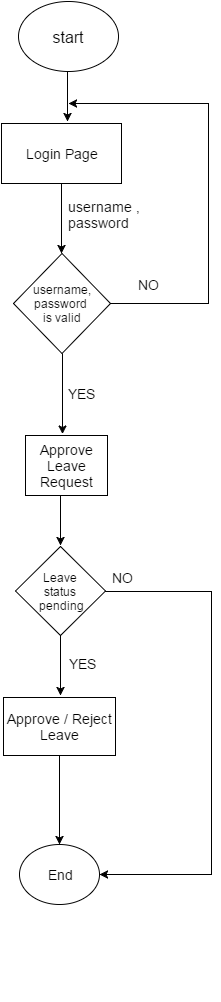 start
Login Page
username ,
password
username,
password
is valid
NO
YES
Approve
Leave
Request
Leave
status
pending
NO
YES
Approve / Reject
Leave
End